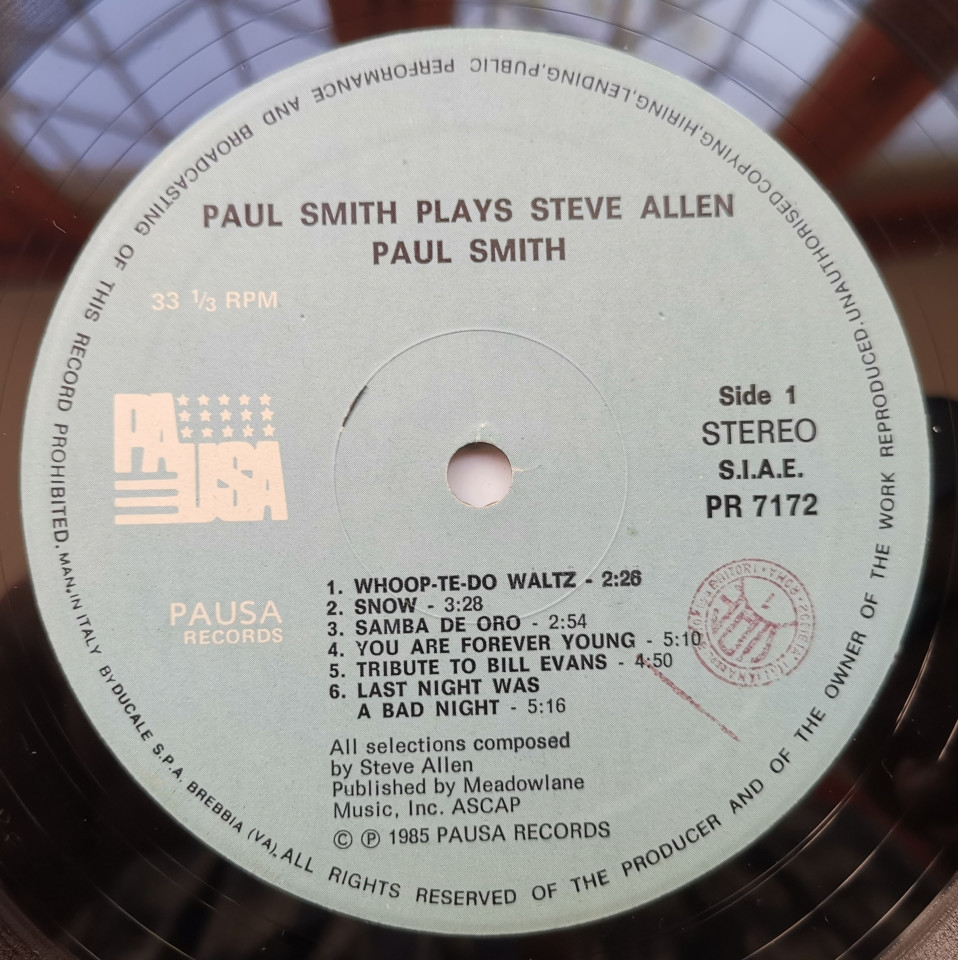 PAUL SMITH PLAYS STEVE ALLEN
PAUL SMITH
33 1/3 RPM
PAUSA
Side 1
STEREO
S.I.A.E.
PR 7172
PAUSA
RECORDS
1. WHOOP-TE-DO WALTZ - 2:26
2. SNOW - 3:28
3. SAMBA DE ORO - 2:54
4. YOU ARE FOREVER YOUNG - 5:10
5. TRIBUTE TO BILL EVANS - 4:50
6. LAST NIGHT WAS
A BAD NIGHT - 5:16
All selections composed
by Steve Allen
Published by Meadowlane
Music, Inc. ASCAP
© ℗ 1985 PAUSA RECORDS
MAN.IN ITALY BY DUCALE S.P.A. BREBBIA (VA). ALL RIGHTS RESERVED OF THE PRODUCER AND OF THE OWNER OF THE WORK REPRODUCED.UNAUTHORISEDCOPYING,HIRING,LENDING,PUBLIC PERFORMANCE AND BROADCASTING OF THIS RECORD PROHIBITED.